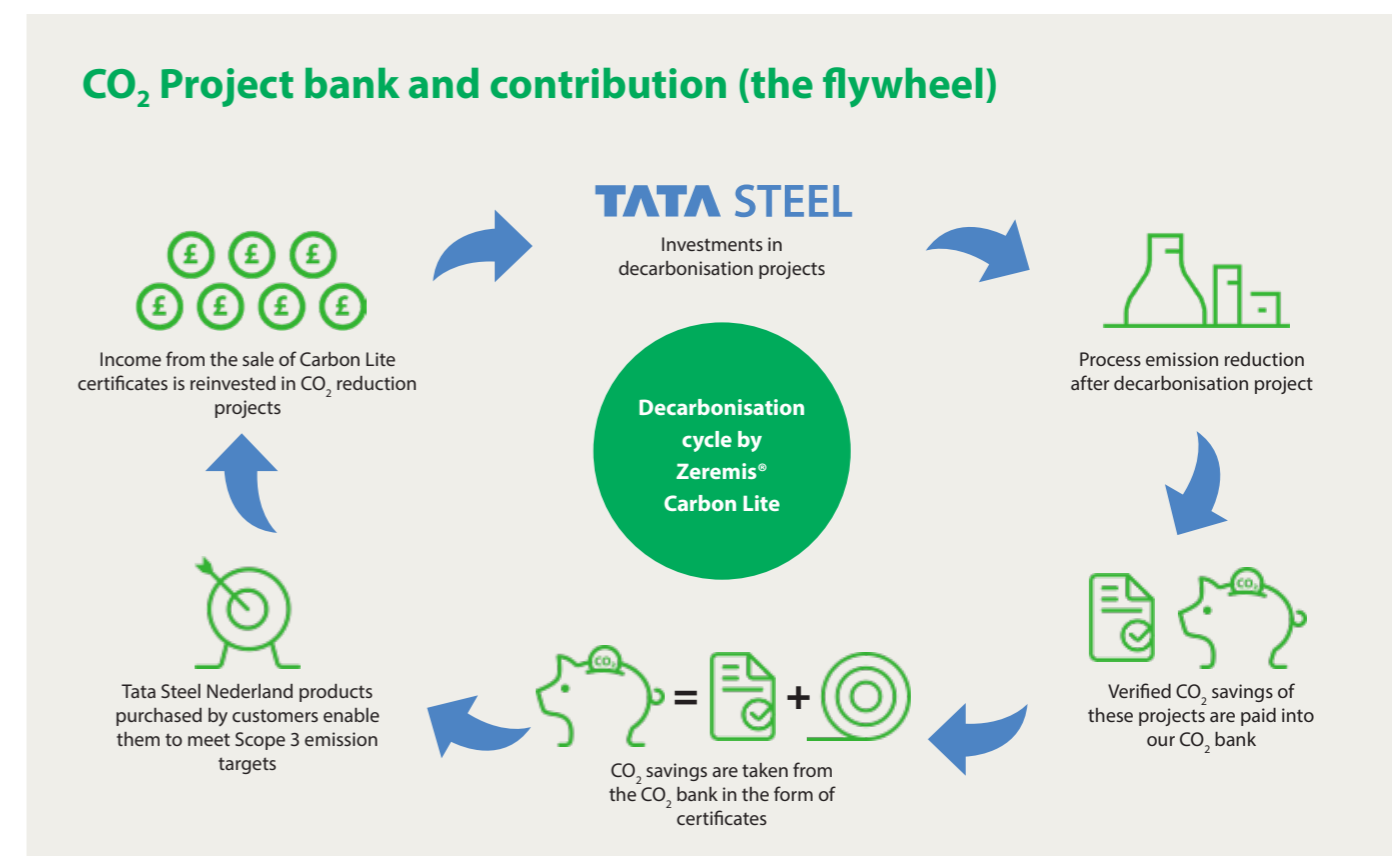 CO₂ Project bank and contribution (the flywheel)
TATA STEEL
Investments in
decarbonisation projects
Process emission reduction
after decarbonisation project
CO₂
Verified CO₂ savings of
these projects are paid into
our CO₂ bank
CO₂ = +
CO₂ savings are taken from
the CO₂ bank in the form of
certificates
Tata Steel Nederland products
purchased by customers enable
them to meet Scope 3 emission
targets
£ £ £
£ £ £ £
Income from the sale of Carbon Lite
certificates is reinvested in CO₂ reduction
projects
Decarbonisation
cycle by
Zeremis®
Carbon Lite